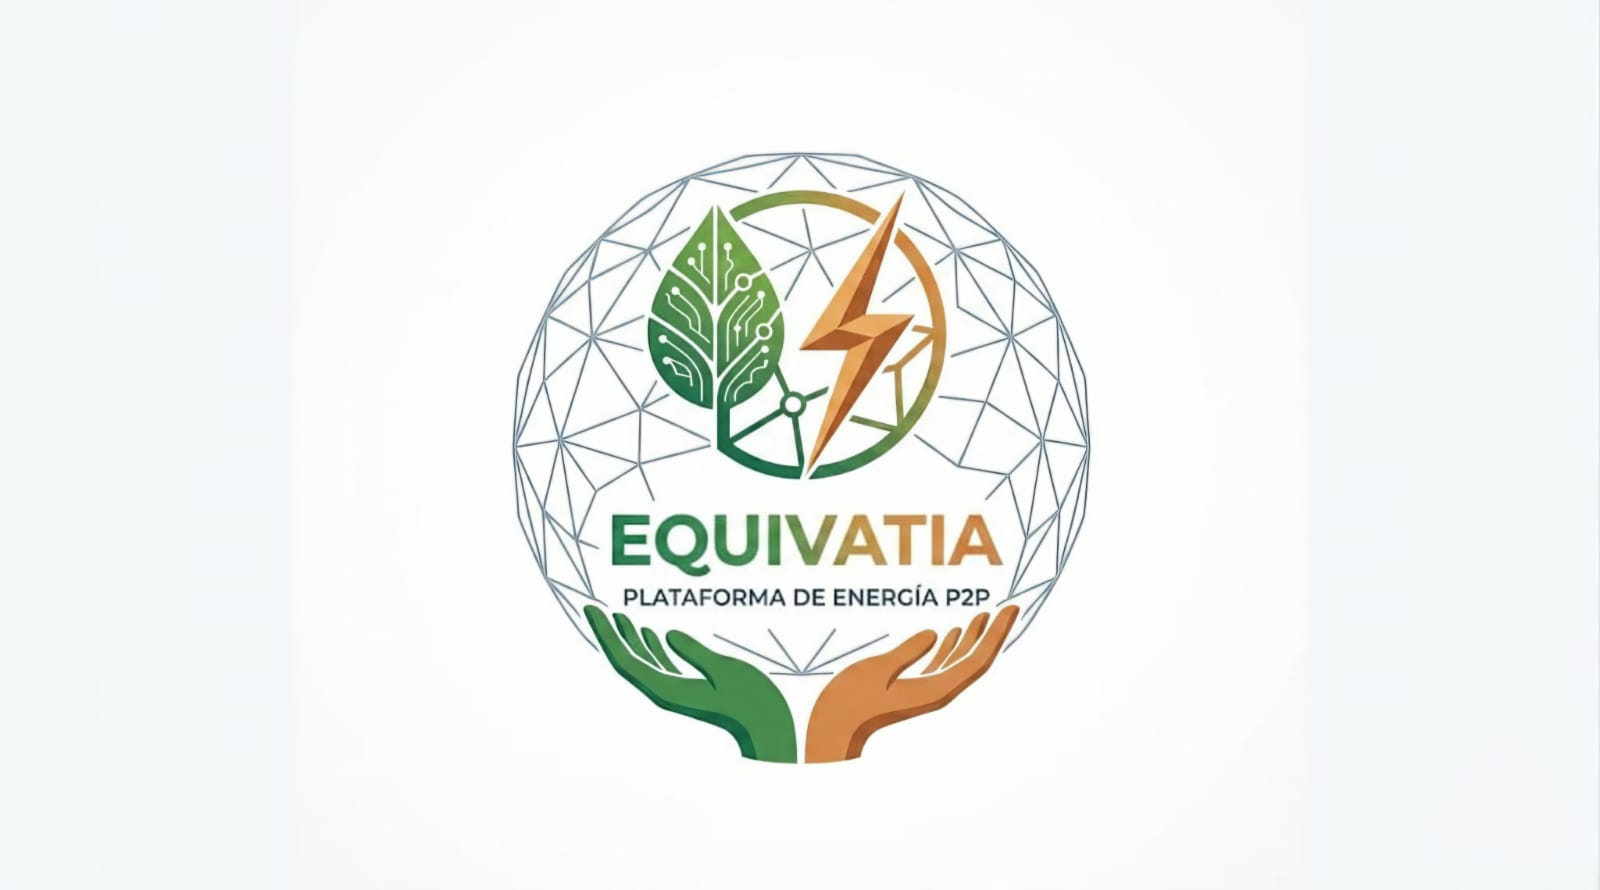 EQUIVATIA
PLATAFORMA DE ENERGÍA P2P